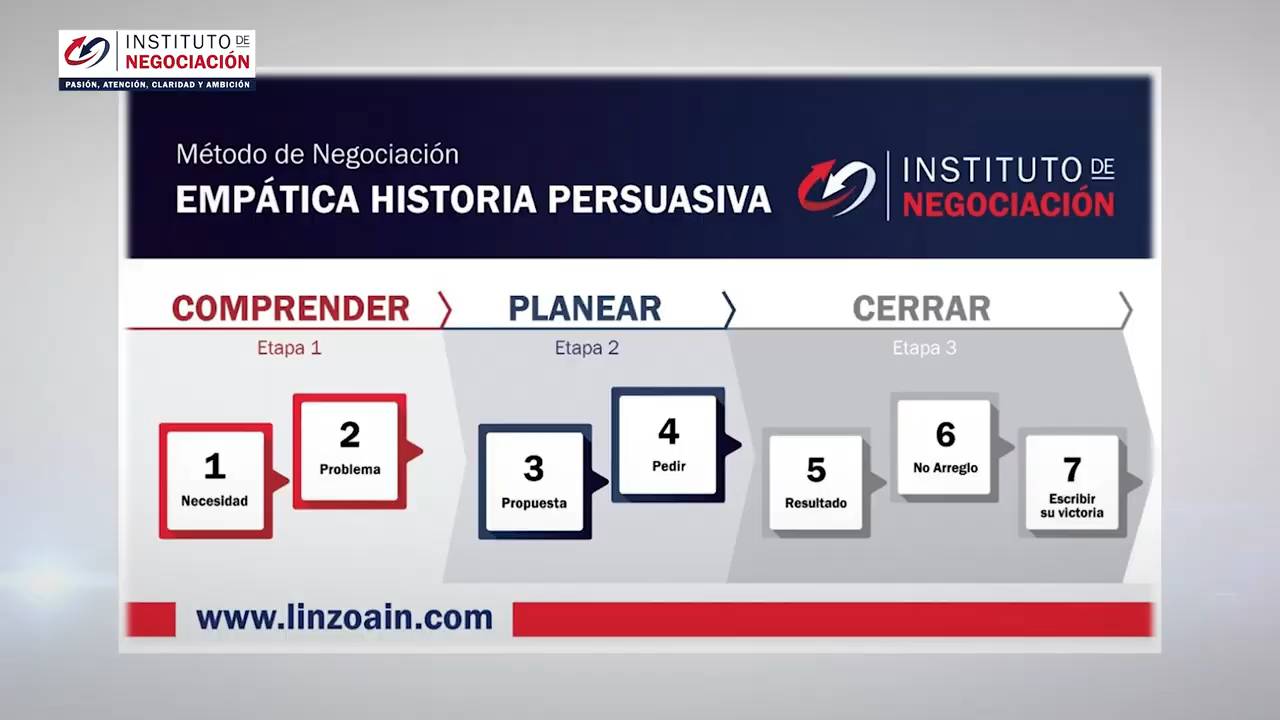 INSTITUTO DE
NEGOCIACIÓN
PASIÓN, ATENCIÓN, CLARIDAD Y AMBICIÓN
Método de Negociación
EMPÁTICA HISTORIA PERSUASIVA
INSTITUTO DE
NEGOCIACIÓN
COMPRENDER
PLANEAR
CERRAR
Etapa 1
Etapa 2
Etapa 3
1
Necesidad
2
Problema
3
Propuesta
4
Pedir
5
Resultado
6
No Arreglo
7
Escribir
su victoria
www.linzoain.com